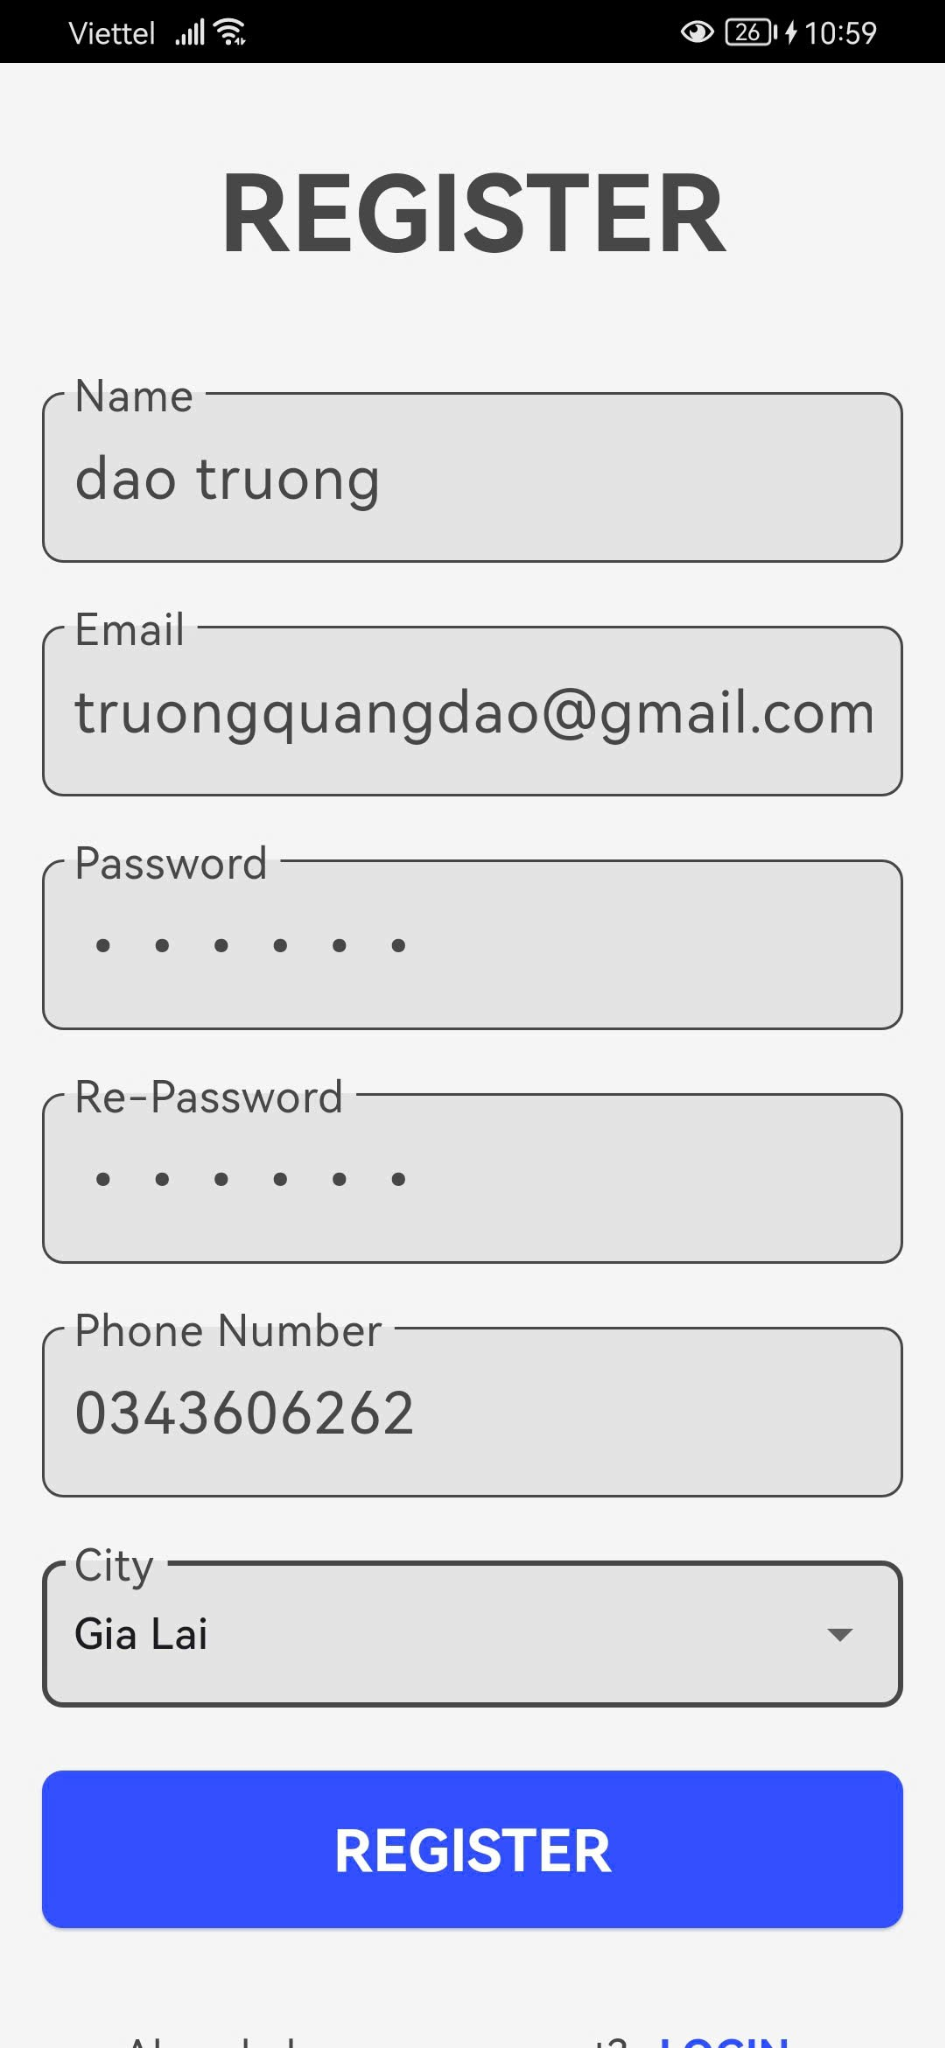 Viettel 26 10:59
REGISTER
Name
dao truong
Email
truongquangdao@gmail.com
Password
Re-Password
Phone Number
0343606262
City
Gia Lai
REGISTER
LOGIN